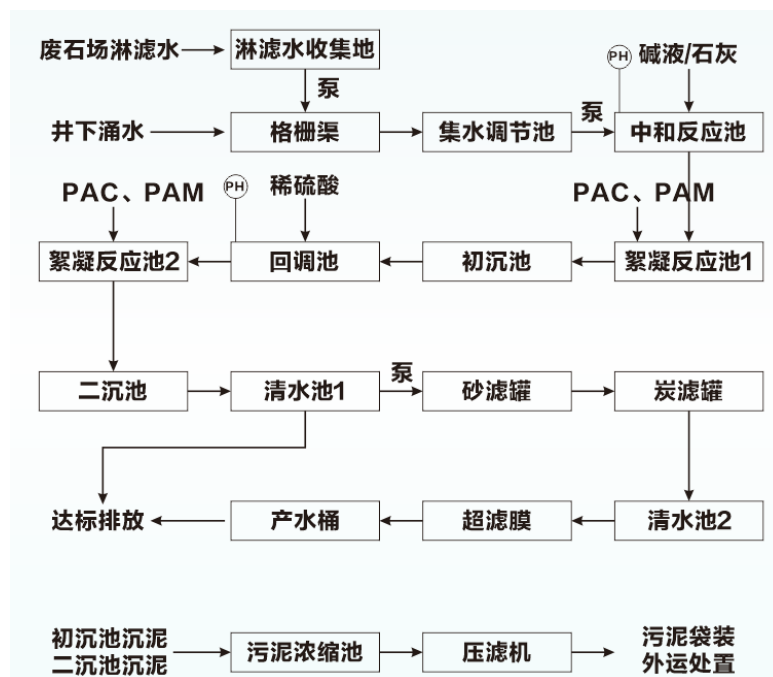 废石场淋滤水
淋滤水收集地
泵
PH
碱液/石灰
井下涌水
格栅渠
集水调节池
泵
中和反应池
PAC、PAM
PH
稀硫酸
PAC、PAM
絮凝反应池2
回调池
初沉池
絮凝反应池1
二沉池
清水池1
泵
砂滤罐
炭滤罐
达标排放
产水桶
超滤膜
清水池2
初沉池沉泥
二沉池沉泥
污泥浓缩池
压滤机
污泥袋装
外运处置